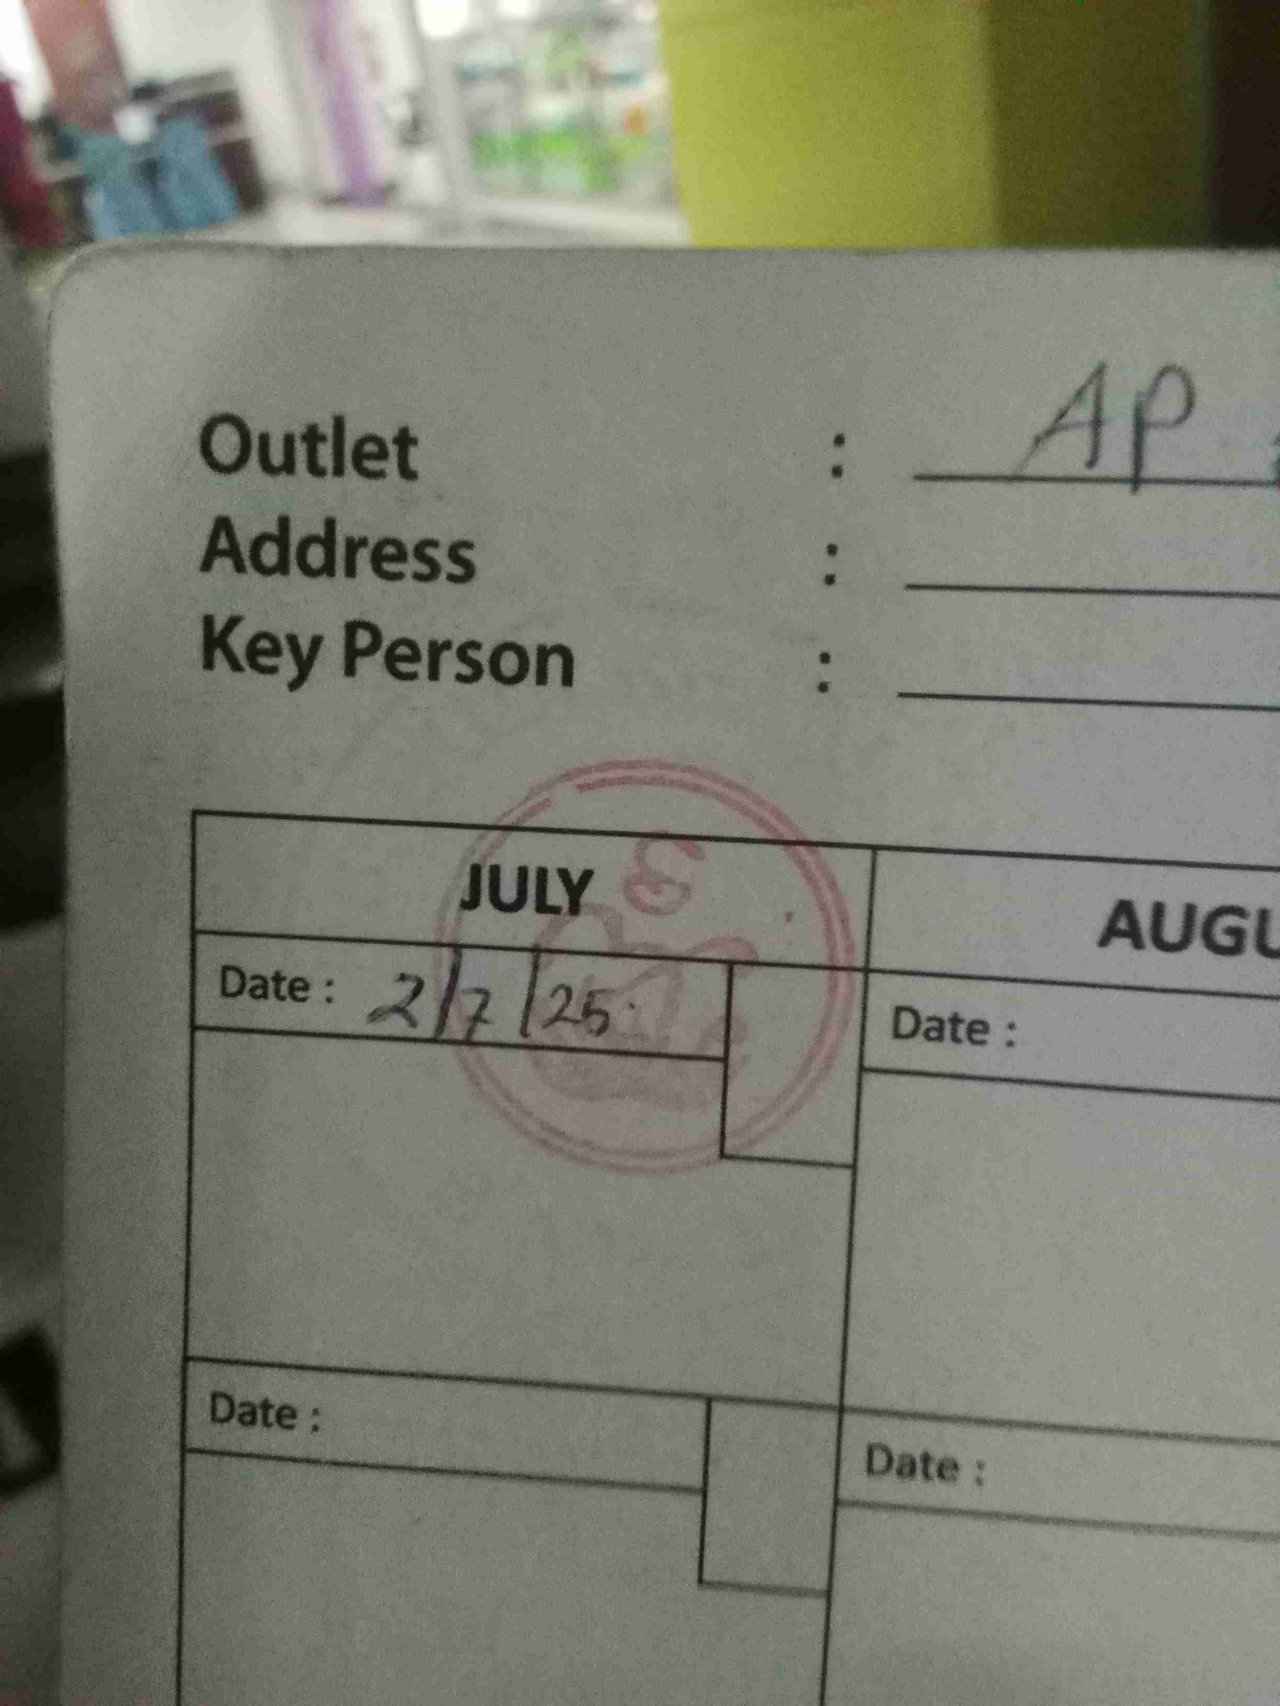 Outlet : AP
Address :
Key Person :
JULY
Date : 2/7/25
Date :
AUGU
Date :
Date :